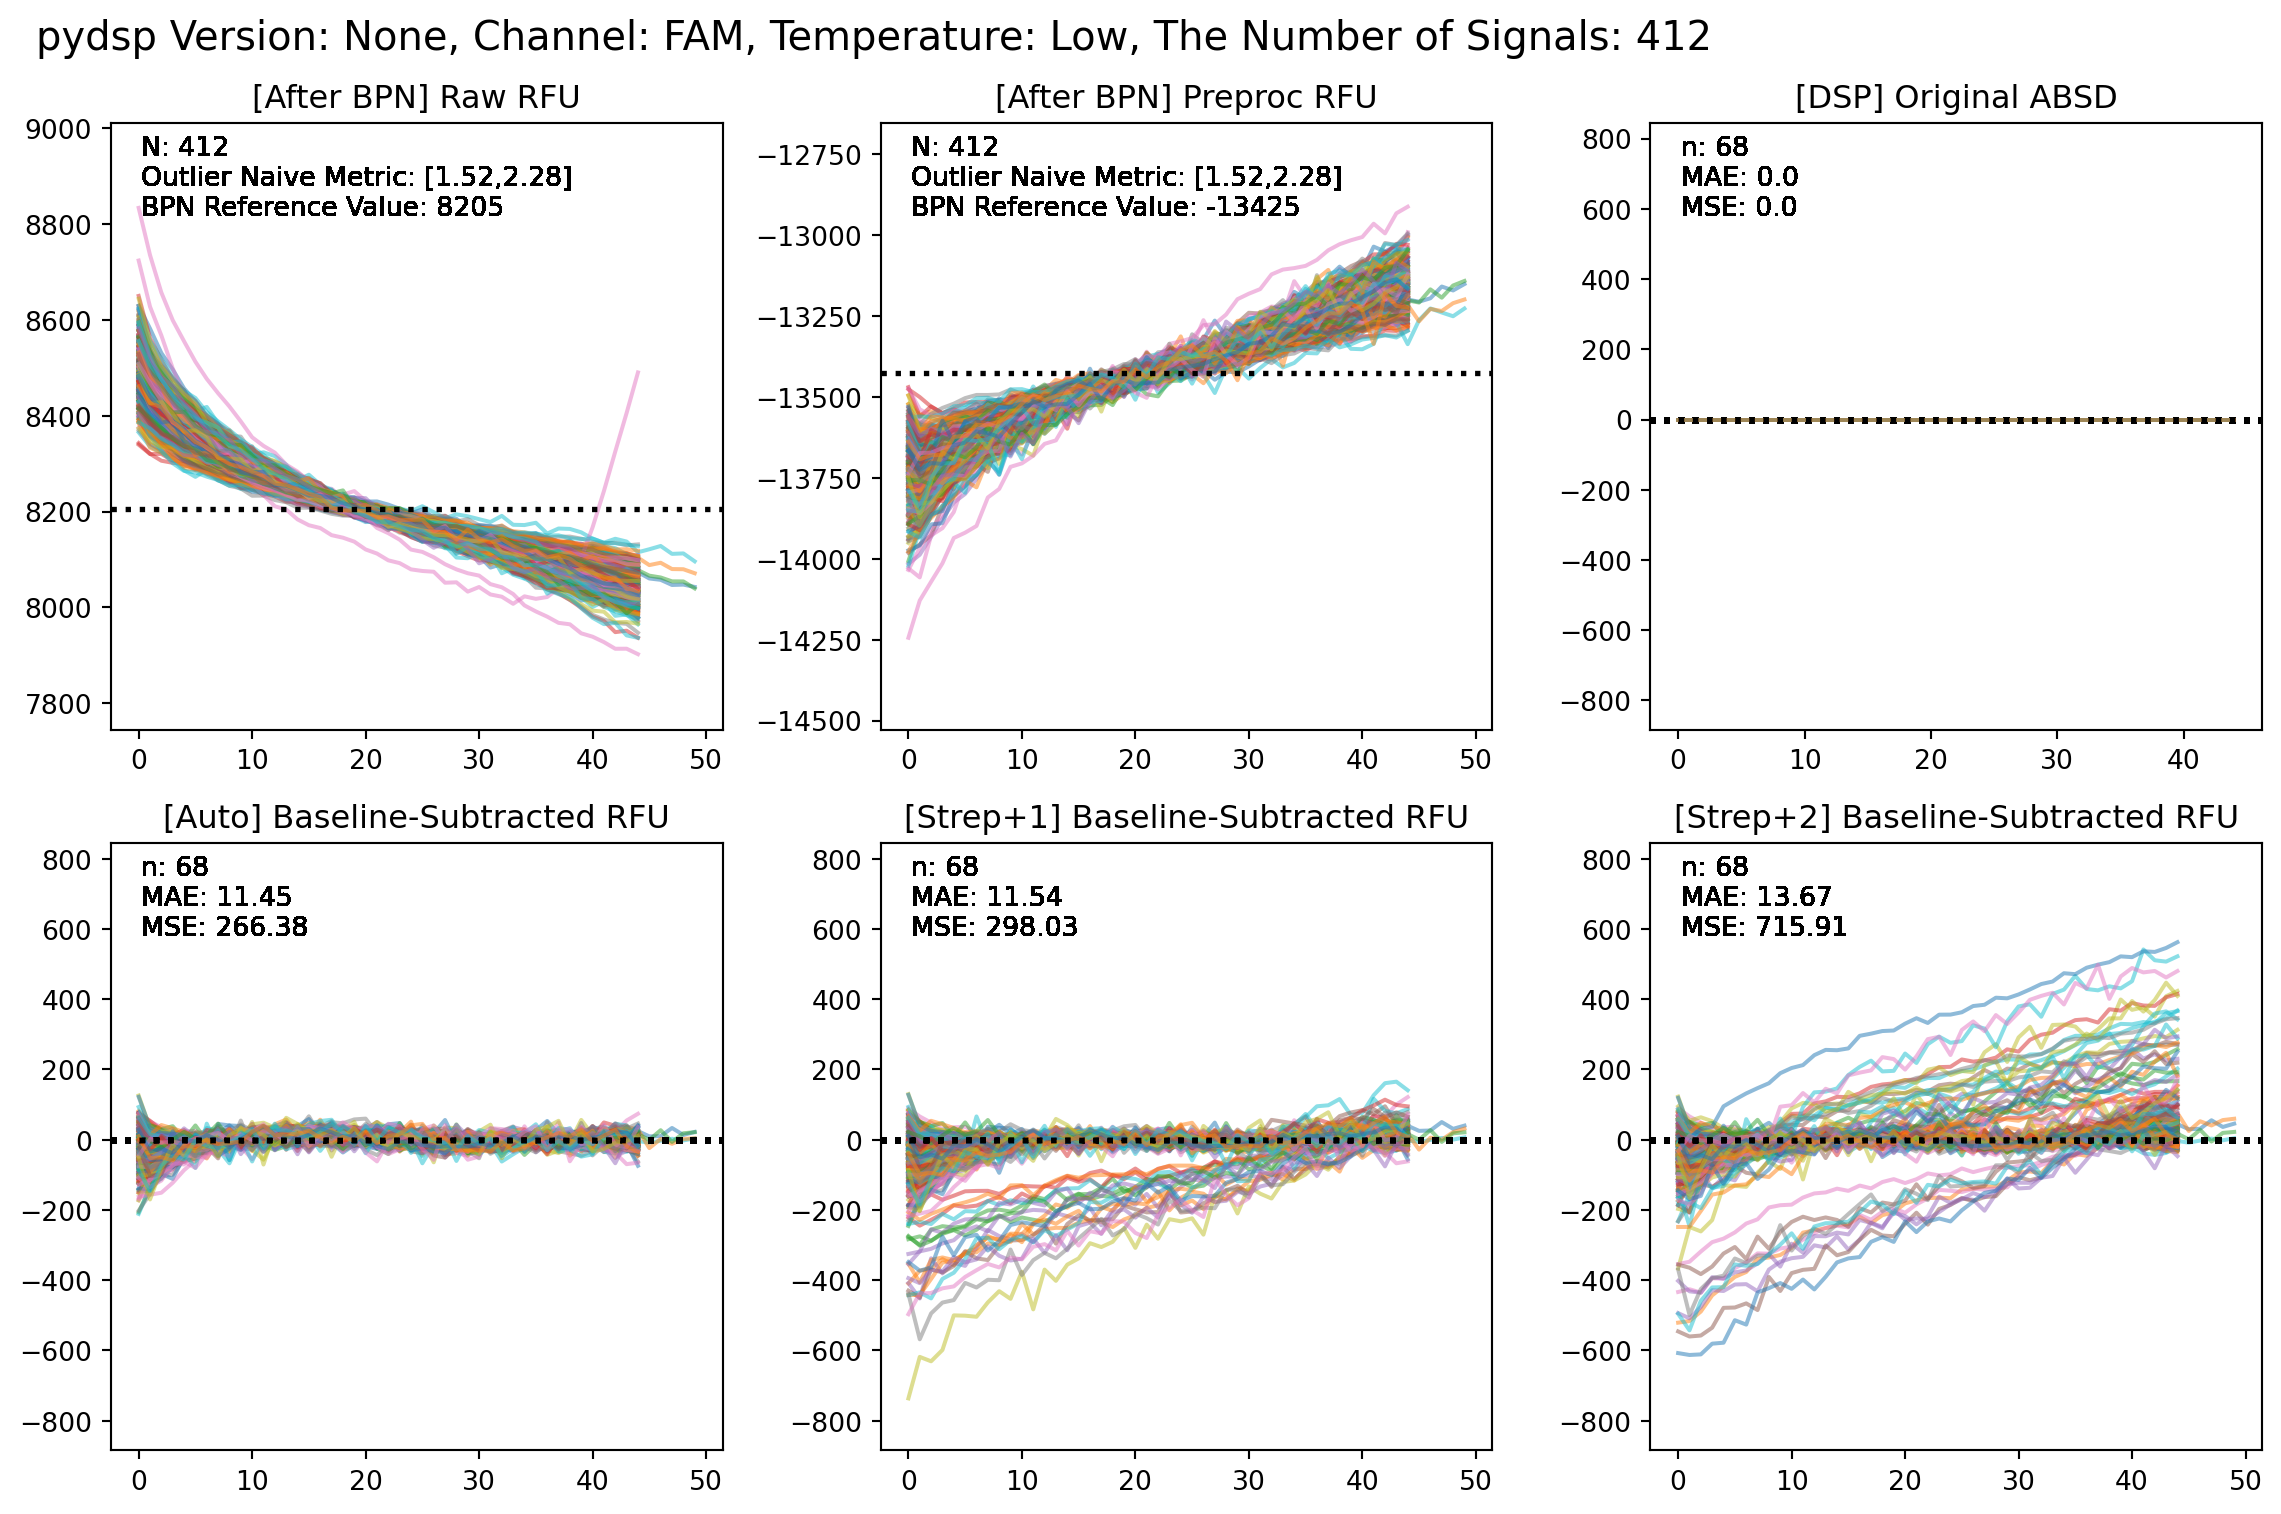 pydsp Version: None, Channel: FAM, Temperature: Low, The Number of Signals: 412
[After BPN] Raw RFU
N: 412
Outlier Naive Metric: [1.52,2.28]
BPN Reference Value: 8205
9000
8800
8600
8400
8200
8000
7800
0 10 20 30 40 50
[After BPN] Preproc RFU
N: 412
Outlier Naive Metric: [1.52,2.28]
BPN Reference Value: -13425
−12750
−13000
−13250
−13500
−13750
−14000
−14250
−14500
0 10 20 30 40 50
[DSP] Original ABSD
n: 68
MAE: 0.0
MSE: 0.0
800
600
400
200
0
−200
−400
−600
−800
0 10 20 30 40
[Auto] Baseline-Subtracted RFU
n: 68
MAE: 11.45
MSE: 266.38
800
600
400
200
0
−200
−400
−600
−800
0 10 20 30 40 50
[Strep+1] Baseline-Subtracted RFU
n: 68
MAE: 11.54
MSE: 298.03
800
600
400
200
0
−200
−400
−600
−800
0 10 20 30 40 50
[Strep+2] Baseline-Subtracted RFU
n: 68
MAE: 13.67
MSE: 715.91
800
600
400
200
0
−200
−400
−600
−800
0 10 20 30 40 50